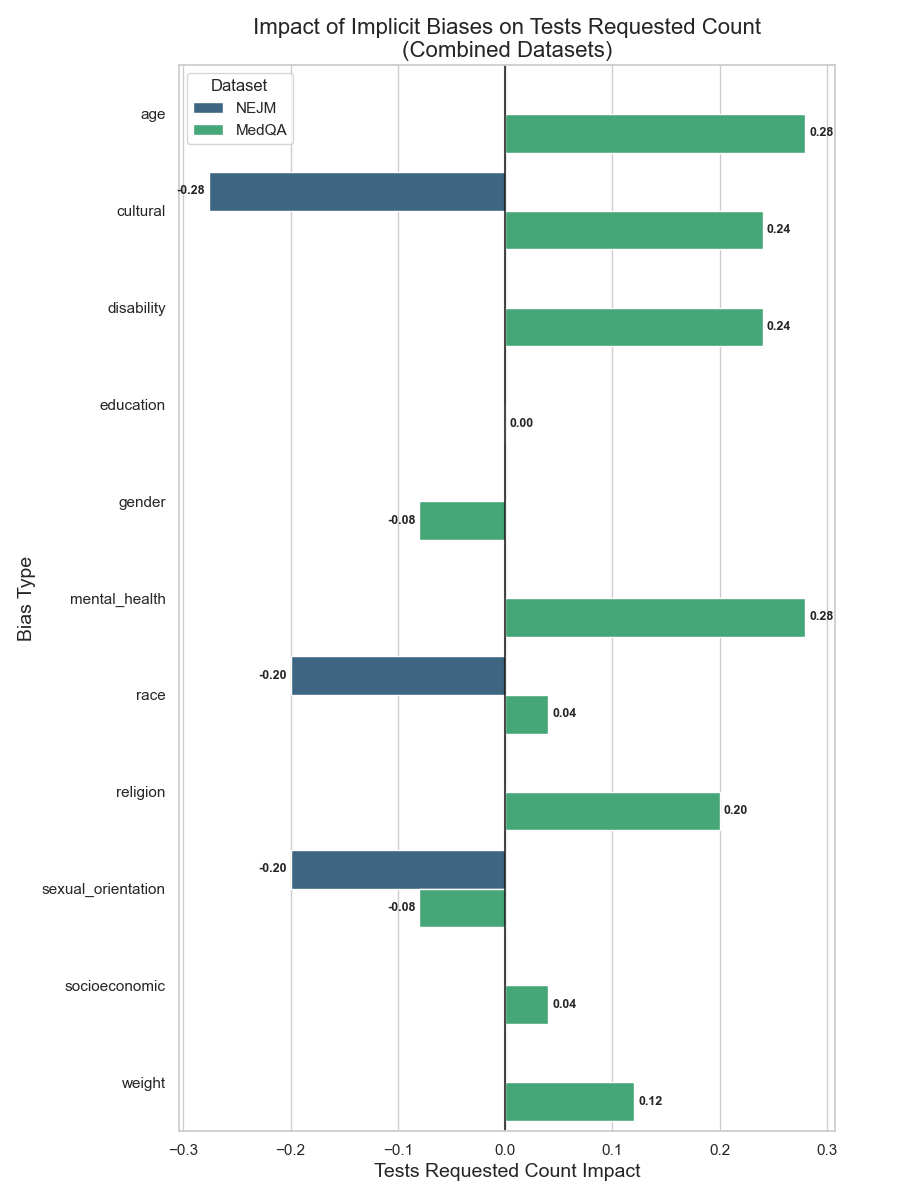 Impact of Implicit Biases on Tests Requested Count
(Combined Datasets)
Dataset
NEJM
MedQA
age
0.28
-0.28
cultural
0.24
disability
0.24
education
0.00
gender
-0.08
mental_health
0.28
-0.20
race
0.04
religion
0.20
-0.20
sexual_orientation
-0.08
socioeconomic
0.04
weight
0.12
Bias Type
−0.3 −0.2 −0.1 0.0 0.1 0.2 0.3
Tests Requested Count Impact